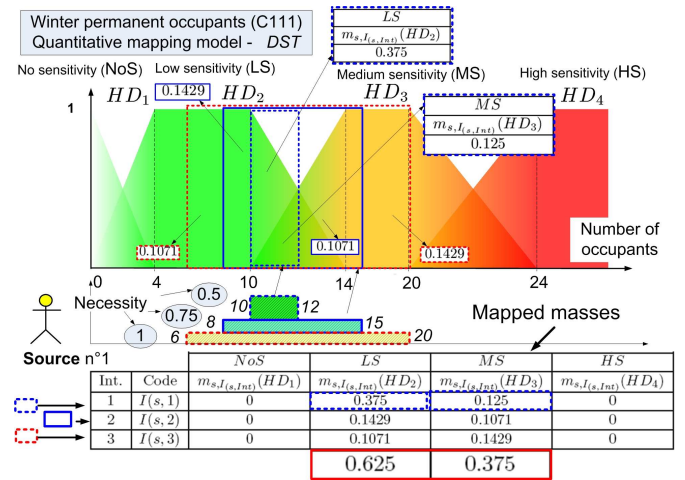 Winter permanent occupants (C111)
Quantitative mapping model - DST
LS
m_{s,I_{(s,Int)}}(HD_2)
0.375
No sensitivity (NoS)
Low sensitivity (LS)
Medium sensitivity (MS)
High sensitivity (HS)
HD_1
0.1429
HD_2
HD_3
HD_4
1
MS
m_{s,I_{(s,Int)}}(HD_3)
0.125
0.1071
0.1071
0.1429
Number of
occupants
0 4 10 14 20 24
Necessity
0.5
0.75
1
10 12
8 15
6 20
Mapped masses
Source n°1
NoS LS MS HS
Int. Code m_{s,I_{(s,Int)}}(HD_1) m_{s,I_{(s,Int)}}(HD_2) m_{s,I_{(s,Int)}}(HD_3) m_{s,I_{(s,Int)}}(HD_4)
1 I(s,1) 0 0.375 0.125 0
2 I(s,2) 0 0.1429 0.1071 0
3 I(s,3) 0 0.1071 0.1429 0
0.625 0.375